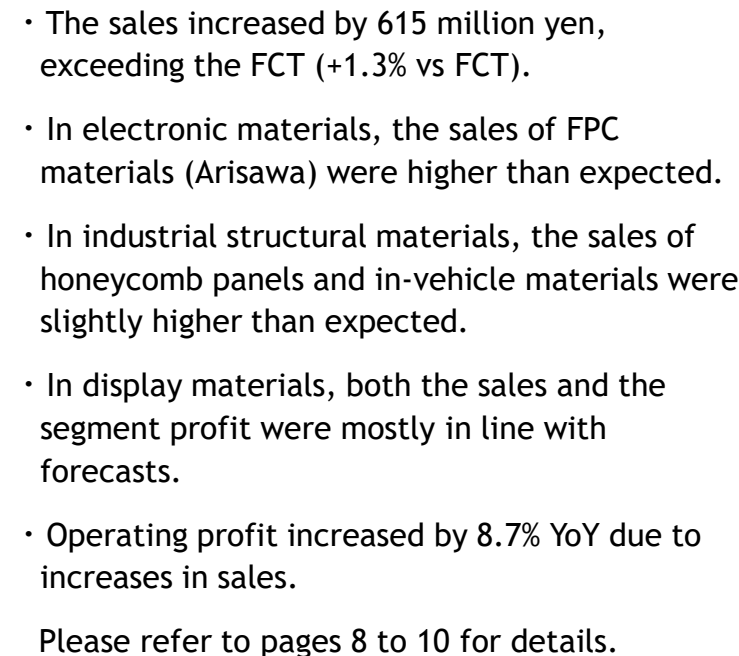 ・The sales increased by 615 million yen,
exceeding the FCT (+1.3% vs FCT).
・In electronic materials, the sales of FPC
materials (Arisawa) were higher than expected.
・In industrial structural materials, the sales of
honeycomb panels and in-vehicle materials were
slightly higher than expected.
・In display materials, both the sales and the
segment profit were mostly in line with
forecasts.
・Operating profit increased by 8.7% YoY due to
increases in sales.
Please refer to pages 8 to 10 for details.